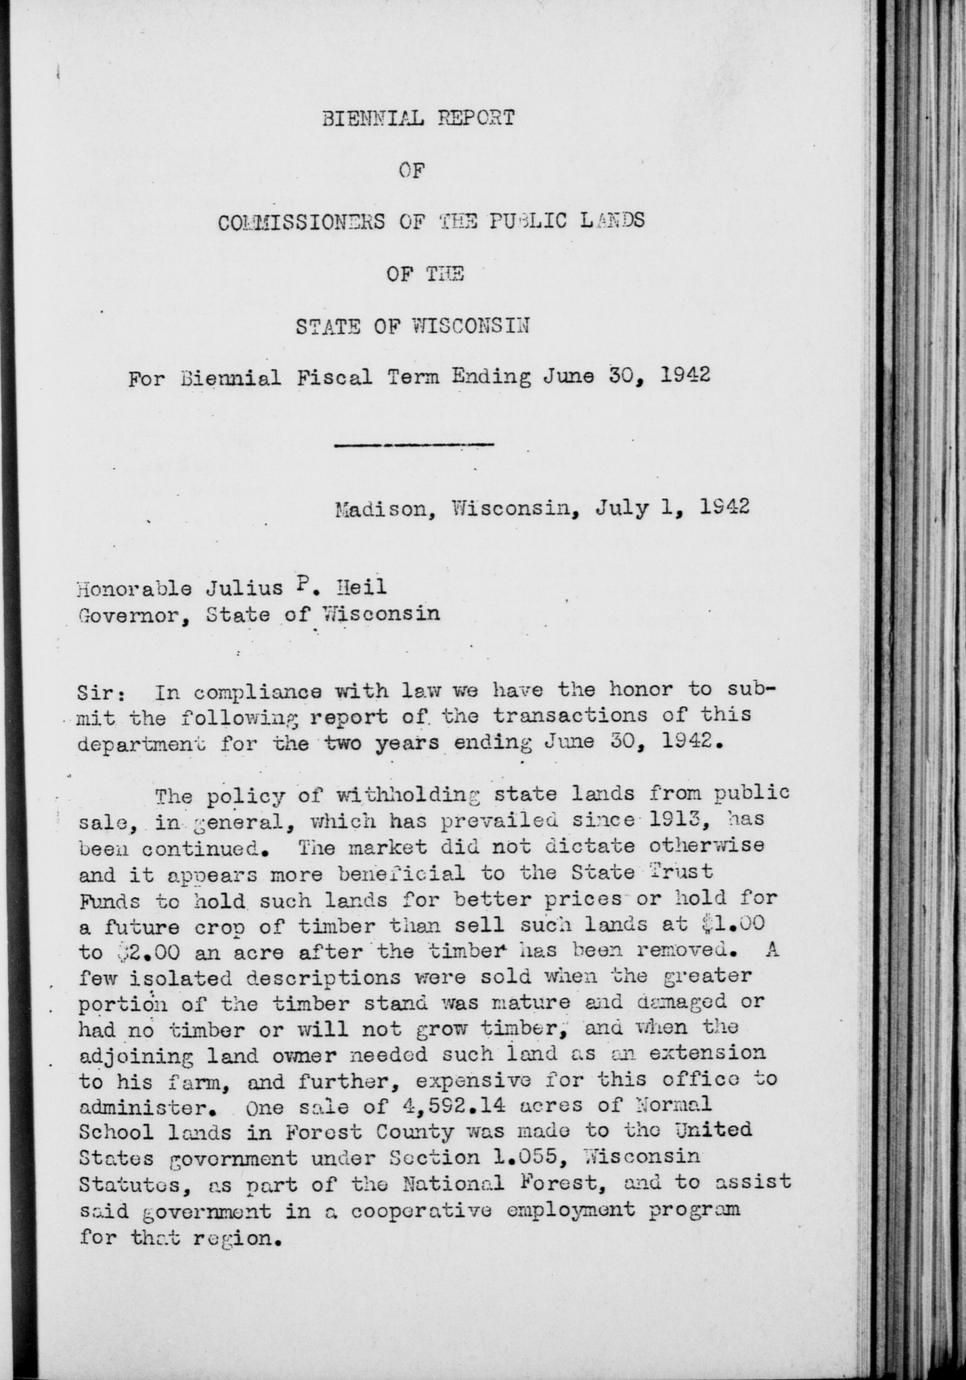 BIENNIAL REPORT
OF
COMMISSIONERS OF THE PUBLIC LANDS
OF THE
STATE OF WISCONSIN
For Biennial Fiscal Term Ending June 30, 1942
Madison, Wisconsin, July 1, 1942
Honorable Julius P. Heil
Governor, State of Wisconsin
Sir: In compliance with law we have the honor to sub-
mit the following report of the transactions of this
department for the two years ending June 30, 1942.
The policy of withholding state lands from public
sale, in general, which has prevailed since 1913, has
been continued. The market did not dictate otherwise
and it appears more beneficial to the State Trust
Funds to hold such lands for better prices or hold for
a future crop of timber than sell such lands at $1.00
to $2.00 an acre after the timber has been removed. A
few isolated descriptions were sold when the greater
portion of the timber stand was mature and damaged or
had no timber or will not grow timber, and when the
adjoining land owner needed such land as an extension
to his farm, and further, expensive for this office to
administer. One sale of 4,592.14 acres of Normal
School lands in Forest County was made to the United
States government under Section 1.055, Wisconsin
Statutes, as part of the National Forest, and to assist
said government in a cooperative employment program
for that region.